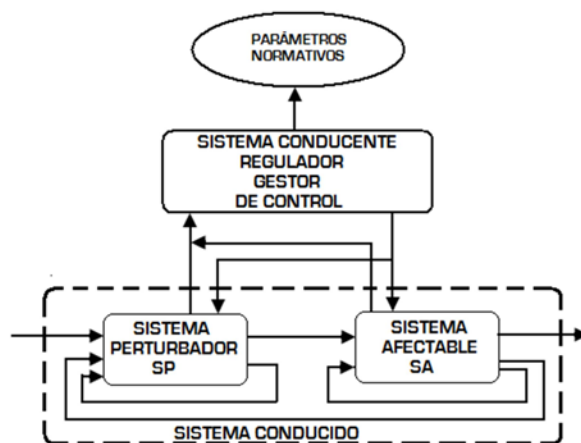 PARÁMETROS
NORMATIVOS
SISTEMA CONDUCENTE
REGULADOR
GESTOR
DE CONTROL
SISTEMA
PERTURBADOR
SP
SISTEMA
AFECTABLE
SA
SISTEMA CONDUCIDO